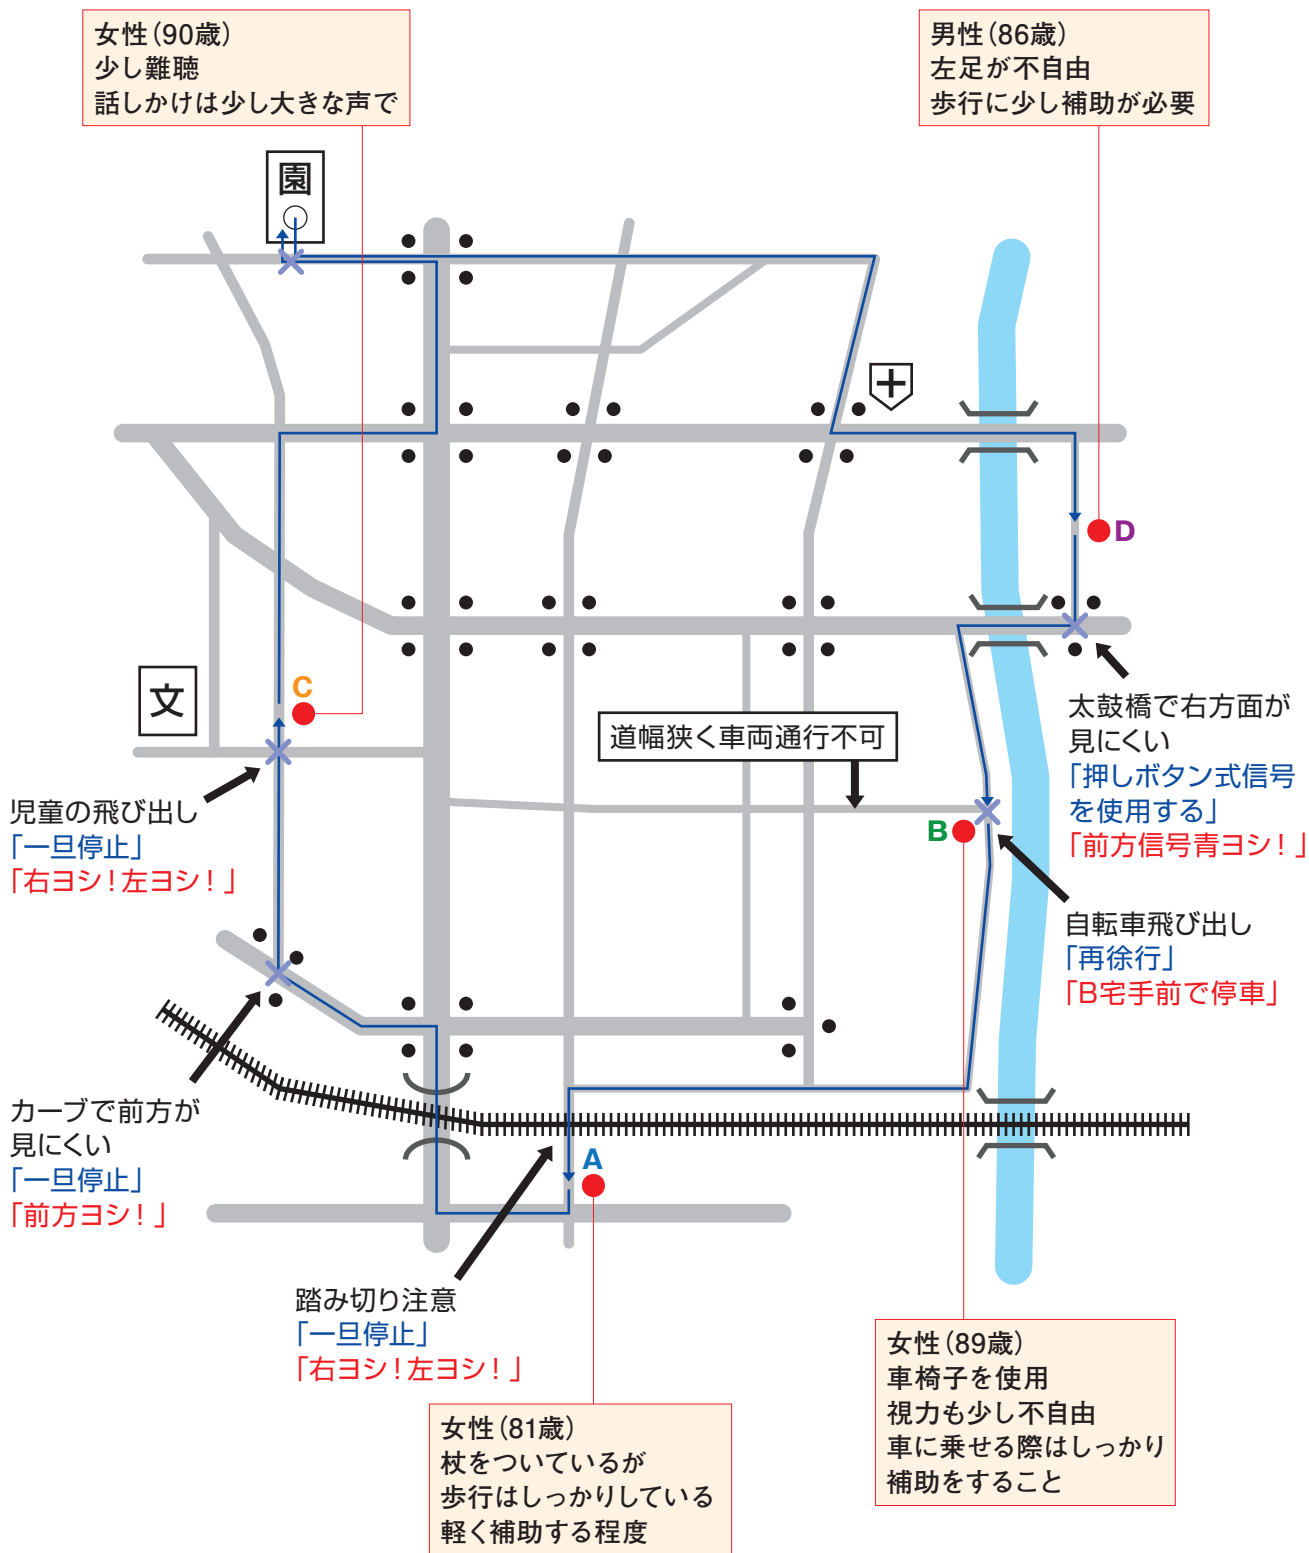 女性（90歳）
少し難聴
話しかけは少し大きな声で
男性（86歳）
左足が不自由
歩行に少し補助が必要
園
D
文
C
道幅狭く車両通行不可
B
太鼓橋で右方面が
見にくい
「押しボタン式信号
を使用する」
「前方信号青ヨシ！」
児童の飛び出し
「一旦停止」
「右ヨシ！左ヨシ！」
自転車飛び出し
「再徐行」
「B宅手前で停車」
カーブで前方が
見にくい
「一旦停止」
「前方ヨシ！」
A
踏み切り注意
「一旦停止」
「右ヨシ！左ヨシ！」
女性（89歳）
車椅子を使用
視力も少し不自由
車に乗せる際はしっかり
補助をすること
女性（81歳）
杖をついているが
歩行はしっかりしている
軽く補助する程度